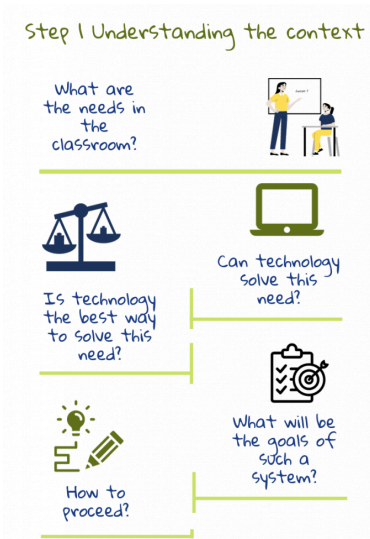 Step 1 Understanding the context
What are
the needs in
the
classroom?
Can technology
solve this
need?
Is technology
the best way
to solve this
need?
What will be
the goals of
such a
system?
How to
proceed?